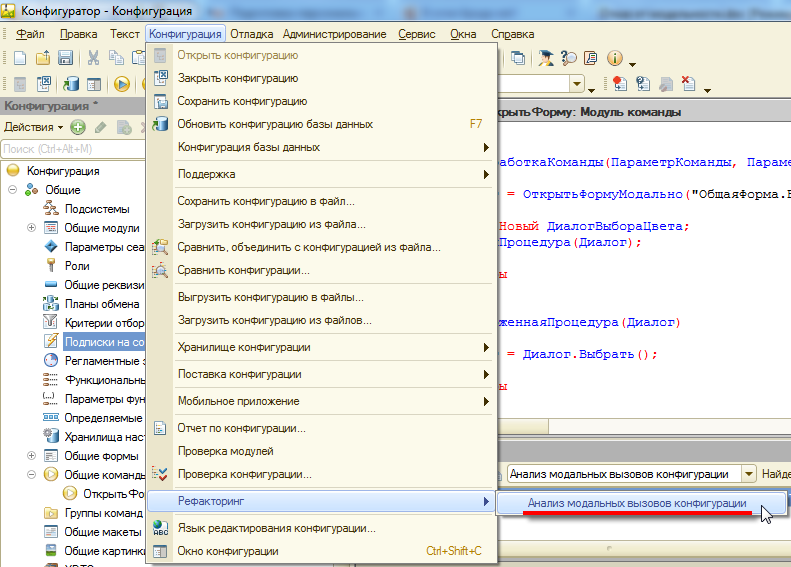 Конфигуратор - Конфигурация
Файл Правка Текст Конфигурация Отладка Администрирование Сервис Окна Справка
Конфигурация *
Действия
Поиск (Ctrl+Alt+M)
Конфигурация
Общие
Подсистемы
Общие модули
Параметры сеа
Роли
Общие реквизи
Планы обмена
Критерии отбор
Подписки на со
Регламентные з
Функциональнь
Параметры фун
Определяемые
Хранилища наст
Общие формы
Общие команды
ОткрытьФор
Группы команд
Общие макеты
Общие картинки
Открыть конфигурацию
Закрыть конфигурацию
Сохранить конфигурацию
Обновить конфигурацию базы данных F7
Конфигурация базы данных
Поддержка
Сохранить конфигурацию в файл...
Загрузить конфигурацию из файла...
Сравнить, объединить с конфигурацией из файла...
Сравнить конфигурации...
Выгрузить конфигурацию в файлы...
Загрузить конфигурацию из файлов...
Хранилище конфигурации
Поставка конфигурации
Мобильное приложение
Отчет по конфигурации...
Проверка модулей
Проверка конфигурации...
Рефакторинг
Язык редактирования конфигурации...
Окно конфигурации Ctrl+Shift+C
Анализ модальных вызовов конфигурации
крытьФорму: Модуль команды
аботкаКоманды(ПараметрКоманды, Параме
= ОткрытьФормуМодально("ОбщаяФорма.
Новый ДиалогВыбораЦвета;
Процедура(Диалог);
ы
женнаяПроцедура(Диалог)
= Диалог.Выбрать();
ы
Анализ модальных вызовов конфигурации Найде